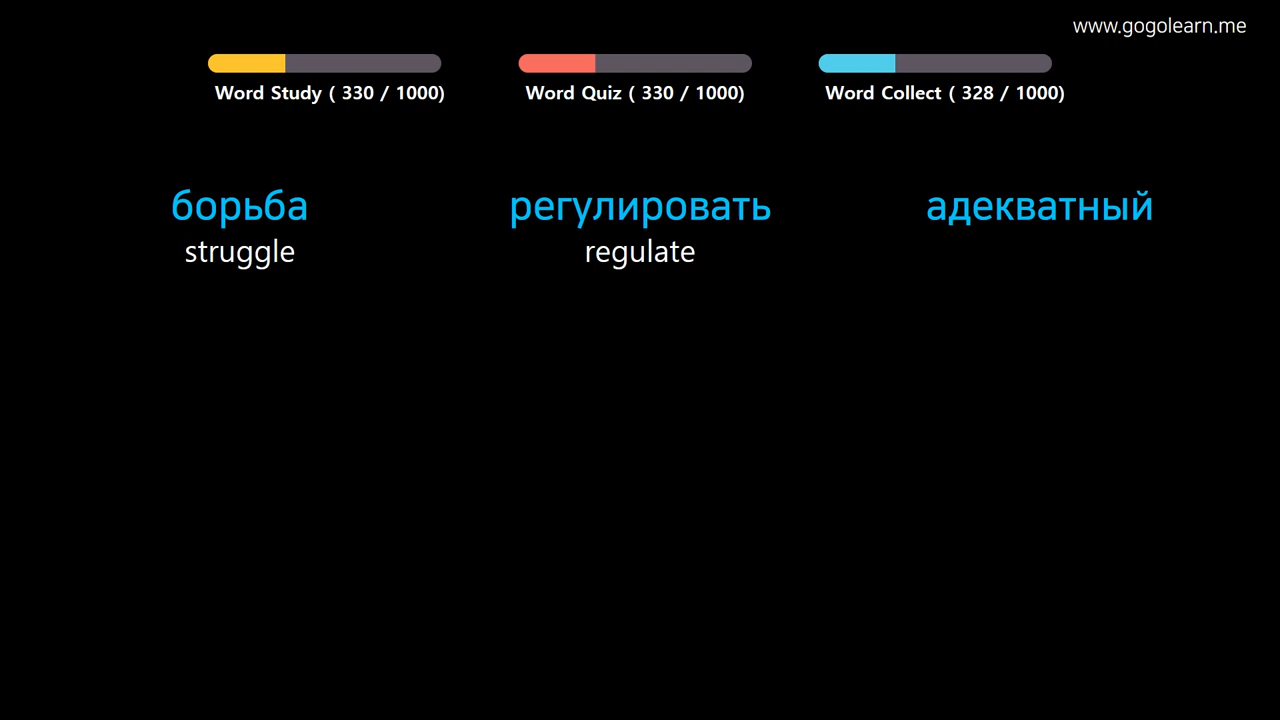 www.gogolearn.me
Word Study ( 330 / 1000)
Word Quiz ( 330 / 1000)
Word Collect ( 328 / 1000)
борьба
struggle
регулировать
regulate
адекватный